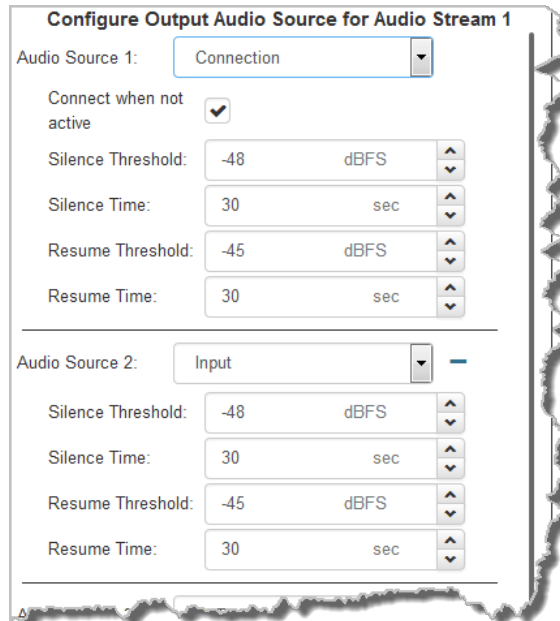 Configure Output Audio Source for Audio Stream 1
Audio Source 1: Connection
Connect when not
active
Silence Threshold: -48 dBFS
Silence Time: 30 sec
Resume Threshold: -45 dBFS
Resume Time: 30 sec
Audio Source 2: Input
Silence Threshold: -48 dBFS
Silence Time: 30 sec
Resume Threshold: -45 dBFS
Resume Time: 30 sec